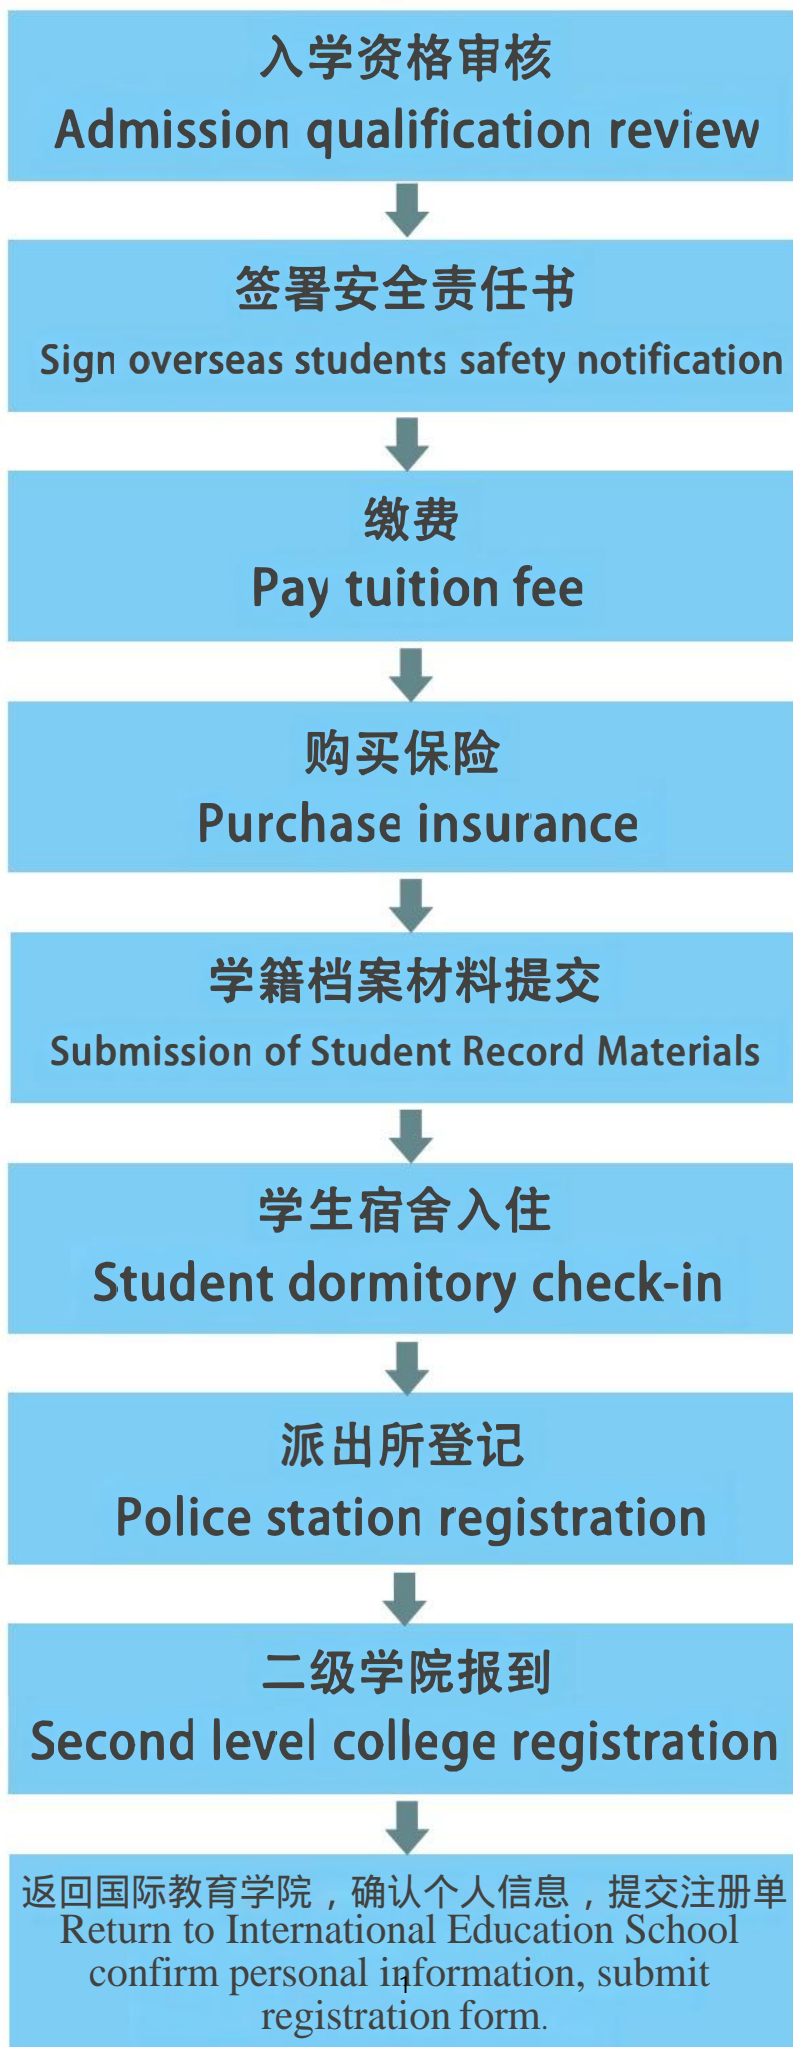 入学资格审核
Admission qualification review
签署安全责任书
Sign overseas students safety notification
缴费
Pay tuition fee
购买保险
Purchase insurance
学籍档案材料提交
Submission of Student Record Materials
学生宿舍入住
Student dormitory check-in
派出所登记
Police station registration
二级学院报到
Second level college registration
返回国际教育学院，确认个人信息，提交注册单
Return to International Education School
confirm personal information, submit
registration form.
1